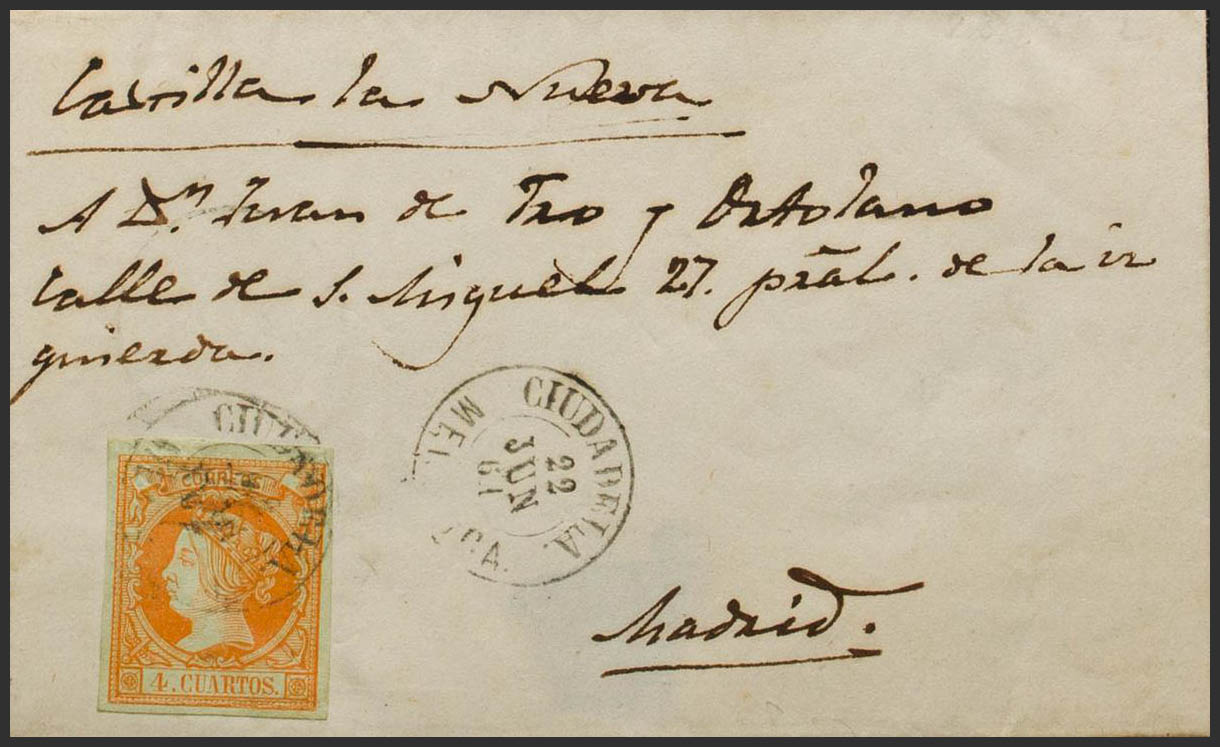 Castilla la Nueva
A Dn. Juan de Tro y Ortolano
Calle de S. Miguel 27. pral. de la iz
quierda.
CIUDADELA
22
JUN
61
CORREOS
4. CUARTOS.
Madrid.